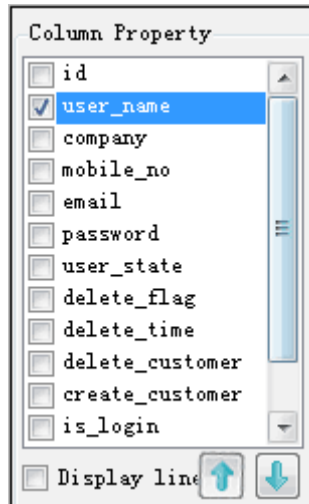 Column Property
id
user_name
company
mobile_no
email
password
user_state
delete_flag
delete_time
delete_customer
create_customer
is_login
Display line